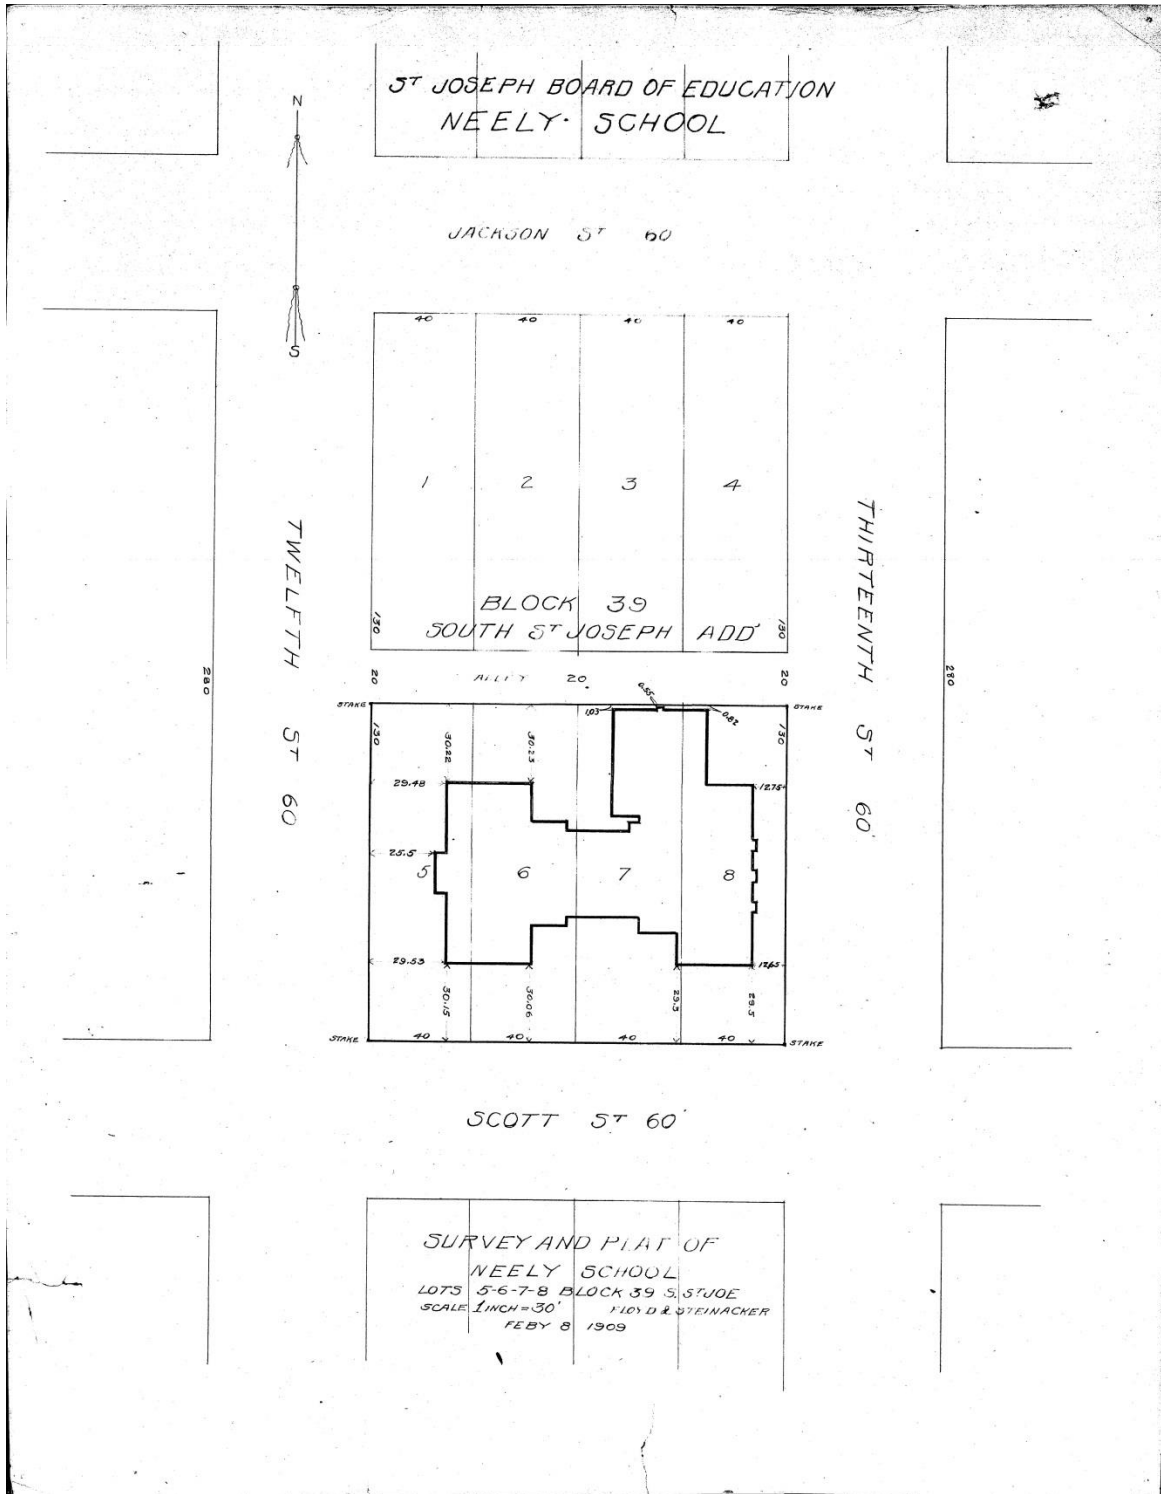 ST JOSEPH BOARD OF EDUCATION
NEELY SCHOOL
N
S
JACKSON ST 60
40 40 40 40
1 2 3 4
TWELFTH ST 60
THIRTEENTH ST 60'
BLOCK 39
SOUTH ST JOSEPH ADD'
130 130
280 280
20 ALLEY 20 20
STAKE STAKE
1.03 0.55 0.82
130 130
30.22 30.23
29.48 12.75
25.5
5 6 7 8
29.53 12.65
30.15 30.06 29.5 29.5
STAKE 40 40 40 40 STAKE
SCOTT ST 60'
SURVEY AND PLAT OF
NEELY SCHOOL
LOTS 5-6-7-8 BLOCK 39 S. ST JOE
SCALE 1 INCH = 30' FLOYD & STEINACKER
FEBY 8 1909